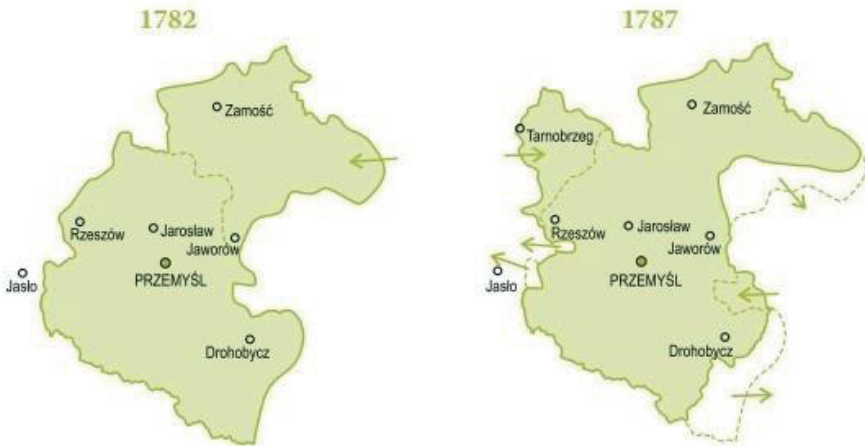 1782
Zamość
Rzeszów
Jarosław
Jaworów
Jasło
PRZEMYŚL
Drohobycz
1787
Zamość
Tarnobrzeg
Rzeszów
Jarosław
Jaworów
Jasło
PRZEMYŚL
Drohobycz